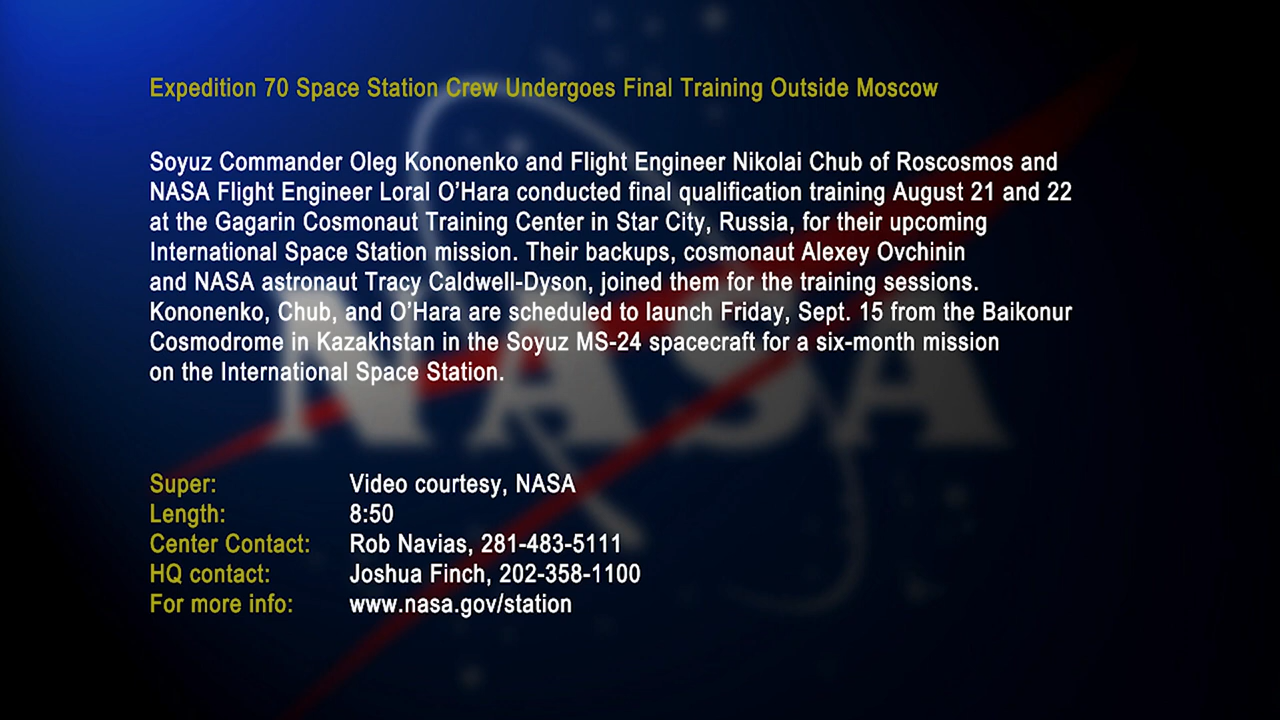 Expedition 70 Space Station Crew Undergoes Final Training Outside Moscow
Soyuz Commander Oleg Kononenko and Flight Engineer Nikolai Chub of Roscosmos and
NASA Flight Engineer Loral O’Hara conducted final qualification training August 21 and 22
at the Gagarin Cosmonaut Training Center in Star City, Russia, for their upcoming
International Space Station mission. Their backups, cosmonaut Alexey Ovchinin
and NASA astronaut Tracy Caldwell-Dyson, joined them for the training sessions.
Kononenko, Chub, and O’Hara are scheduled to launch Friday, Sept. 15 from the Baikonur
Cosmodrome in Kazakhstan in the Soyuz MS-24 spacecraft for a six-month mission
on the International Space Station.
NASA
Super: Video courtesy, NASA
Length: 8:50
Center Contact: Rob Navias, 281-483-5111
HQ contact: Joshua Finch, 202-358-1100
For more info: www.nasa.gov/station